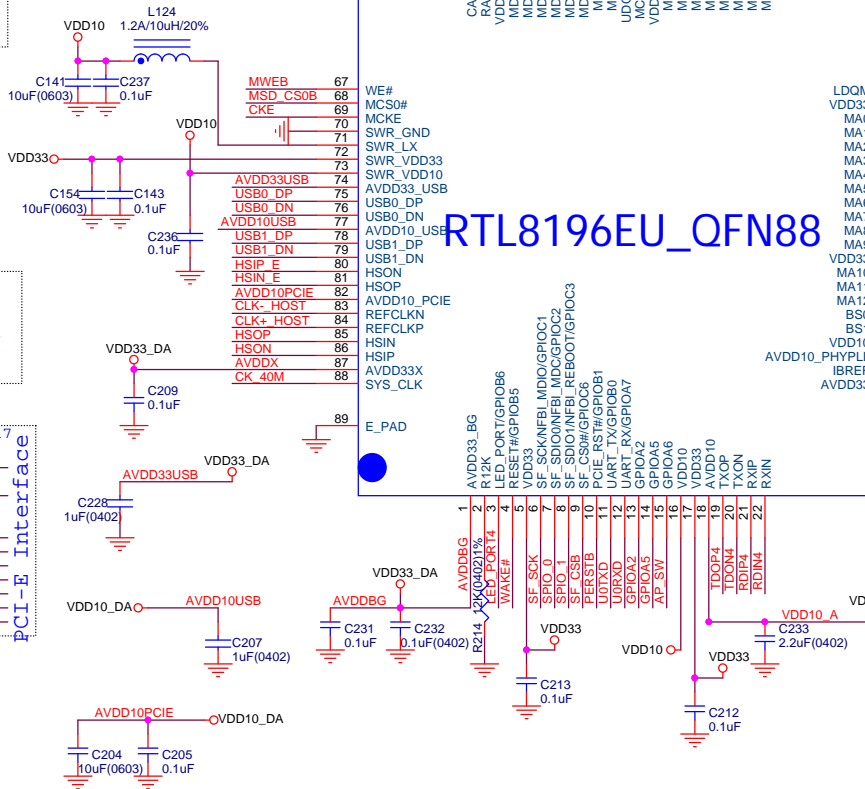 L124
1.2A/10uH/20%
VDD10
C141
10uF(0603)
C237
0.1uF
VDD10
VDD33
C154
10uF(0603)
C143
0.1uF
C236
0.1uF
MWEB 67 WE#
MSD_CS0B 68 MCS0#
CKE 69 MCKE
70 SWR_GND
71 SWR_LX
72 SWR_VDD33
73 SWR_VDD10
AVDD33USB 74 AVDD33_USB
USB0_DP 75 USB0_DP
USB0_DN 76 USB0_DN
AVDD10USB 77 AVDD10_USB
USB1_DP 78 USB1_DP
USB1_DN 79 USB1_DN
HSIP_E 80 HSON
HSIN_E 81 HSOP
AVDD10PCIE 82 AVDD10_PCIE
CLK-_HOST 83 REFCLKN
CLK+_HOST 84 REFCLKP
HSOP 85 HSIN
HSON 86 HSIP
AVDDX 87 AVDD33X
CK_40M 88 SYS_CLK
89 E_PAD
RTL8196EU_QFN88
VDD10
AVDD10_PHYPLL
IBREF
AVDD33
VDD33_DA
C209
0.1uF
PCI-E Interface
AVDD33USB
VDD33_DA
C228
1uF(0402)
VDD10_DA
AVDD10USB
C207
1uF(0402)
AVDD10PCIE
VDD10_DA
C204
10uF(0603)
C205
0.1uF
AVDD33_BG 1 AVDDBG
R12K 2
LED_PORT/GPIOB6 3 LED_PORT4
RESET#/GPIOB5 4 WAKE#
VDD33 5
SF_SCK/NFBI_MDIO/GPIOC1 6 SF_SCK
SF_SDIO0/NFBI_MDC/GPIOC2 7 SPIO_0
SF_SDIO1/NFBI_REBOOT/GPIOC3 8 SPIO_1
SF_CS0#/GPIOC6 9 SF_CSB
PCIE_RST#/GPIOB1 10 PERSTB
UART_TX/GPIOB0 11 U0TXD
UART_RX/GPIOA7 12 U0RXD
GPIOA2 13 GPIOA2
GPIOA5 14 GPIOA5
GPIOA6 15 AP_SW
VDD10 16
VDD33 17
AVDD10 18
TXOP 19 TDOP4
TXON 20 TDON4
RXIP 21 RDIP4
RXIN 22 RDIN4
R214 12K(0402)1%
VDD33_DA
AVDDBG
C231
0.1uF
C232
0.1uF(0402)
VDD33
C213
0.1uF
VDD10
VDD33
C212
0.1uF
VDD10_A
C233
2.2uF(0402)